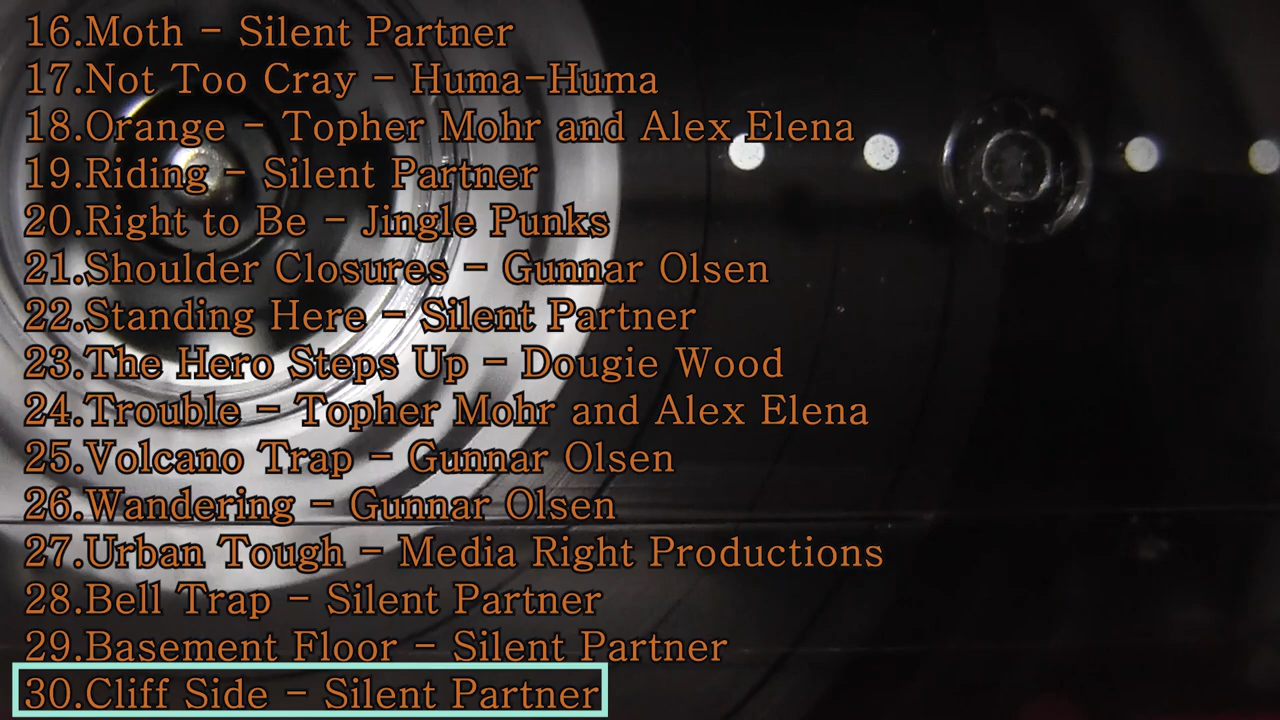 16.Moth - Silent Partner
17.Not Too Cray - Huma-Huma
18.Orange - Topher Mohr and Alex Elena
19.Riding - Silent Partner
20.Right to Be - Jingle Punks
21.Shoulder Closures - Gunnar Olsen
22.Standing Here - Silent Partner
23.The Hero Steps Up - Dougie Wood
24.Trouble - Topher Mohr and Alex Elena
25.Volcano Trap - Gunnar Olsen
26.Wandering - Gunnar Olsen
27.Urban Tough - Media Right Productions
28.Bell Trap - Silent Partner
29.Basement Floor - Silent Partner
30.Cliff Side - Silent Partner